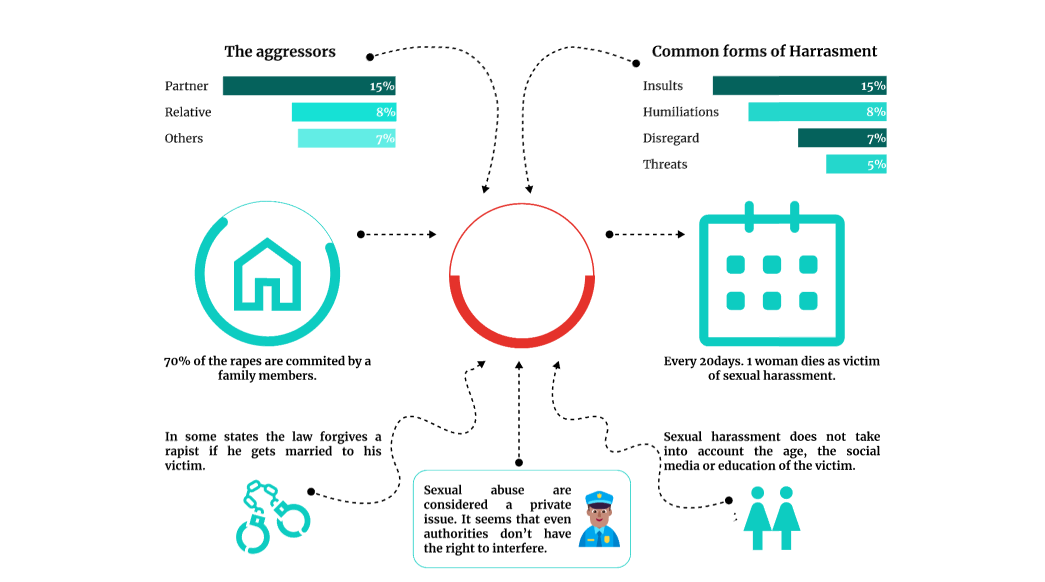 The aggressors
Partner 15%
Relative 8%
Others 7%
Common forms of Harrasment
Insults 15%
Humiliations 8%
Disregard 7%
Threats 5%
70% of the rapes are commited by a
family members.
Every 20days. 1 woman dies as victim
of sexual harassment.
In some states the law forgives a
rapist if he gets married to his
victim.
Sexual abuse are
considered a private
issue. It seems that even
authorities don't have
the right to interfere.
Sexual harassment does not take
into account the age, the social
media or education of the victim.